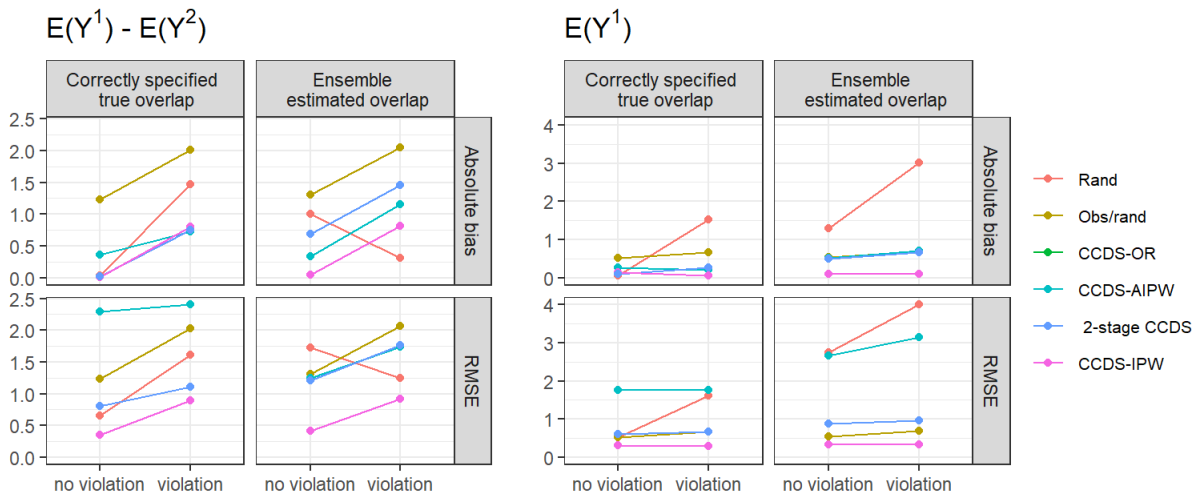 E(Y¹) - E(Y²)
Correctly specified
true overlap
Ensemble
estimated overlap
2.5
2.0
1.5
1.0
0.5
0.0
Absolute bias
2.5
2.0
1.5
1.0
0.5
0.0
RMSE
no violation violation no violation violation
E(Y¹)
Correctly specified
true overlap
Ensemble
estimated overlap
4
3
2
1
0
Absolute bias
4
3
2
1
0
RMSE
no violation violation no violation violation
Rand
Obs/rand
CCDS-OR
CCDS-AIPW
2-stage CCDS
CCDS-IPW